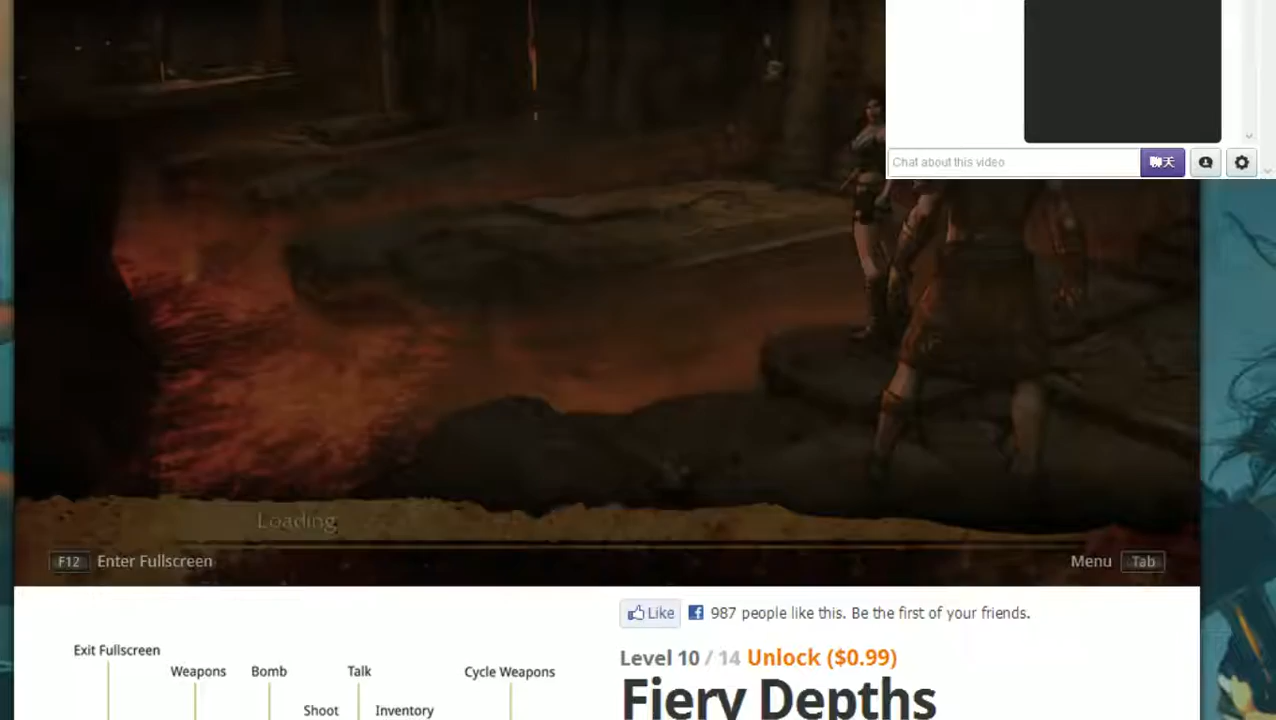 Chat about this video
聊天
Loading
F12 Enter Fullscreen
Menu Tab
Like 987 people like this. Be the first of your friends.
Exit Fullscreen
Weapons Bomb Talk Cycle Weapons
Shoot Inventory
Level 10 / 14 Unlock ($0.99)
Fiery Depths